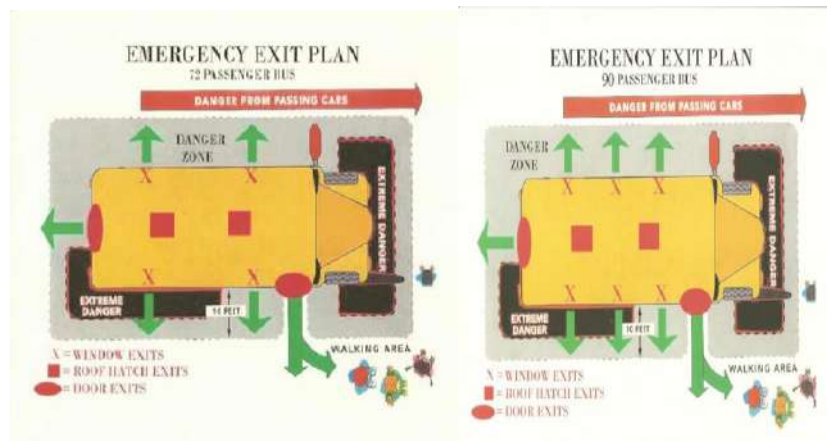 EMERGENCY EXIT PLAN
72 PASSENGER BUS
DANGER FROM PASSING CARS
DANGER
ZONE
X
X
EXTREME DANGER
X
X
EXTREME
DANGER
10 FEET
WALKING AREA
X = WINDOW EXITS
= ROOF HATCH EXITS
= DOOR EXITS
EMERGENCY EXIT PLAN
90 PASSENGER BUS
DANGER FROM PASSING CARS
DANGER
ZONE
X X X
EXTREME DANGER
X X X
EXTREME
DANGER
10 FEET
WALKING AREA
X = WINDOW EXITS
= ROOF HATCH EXITS
= DOOR EXITS